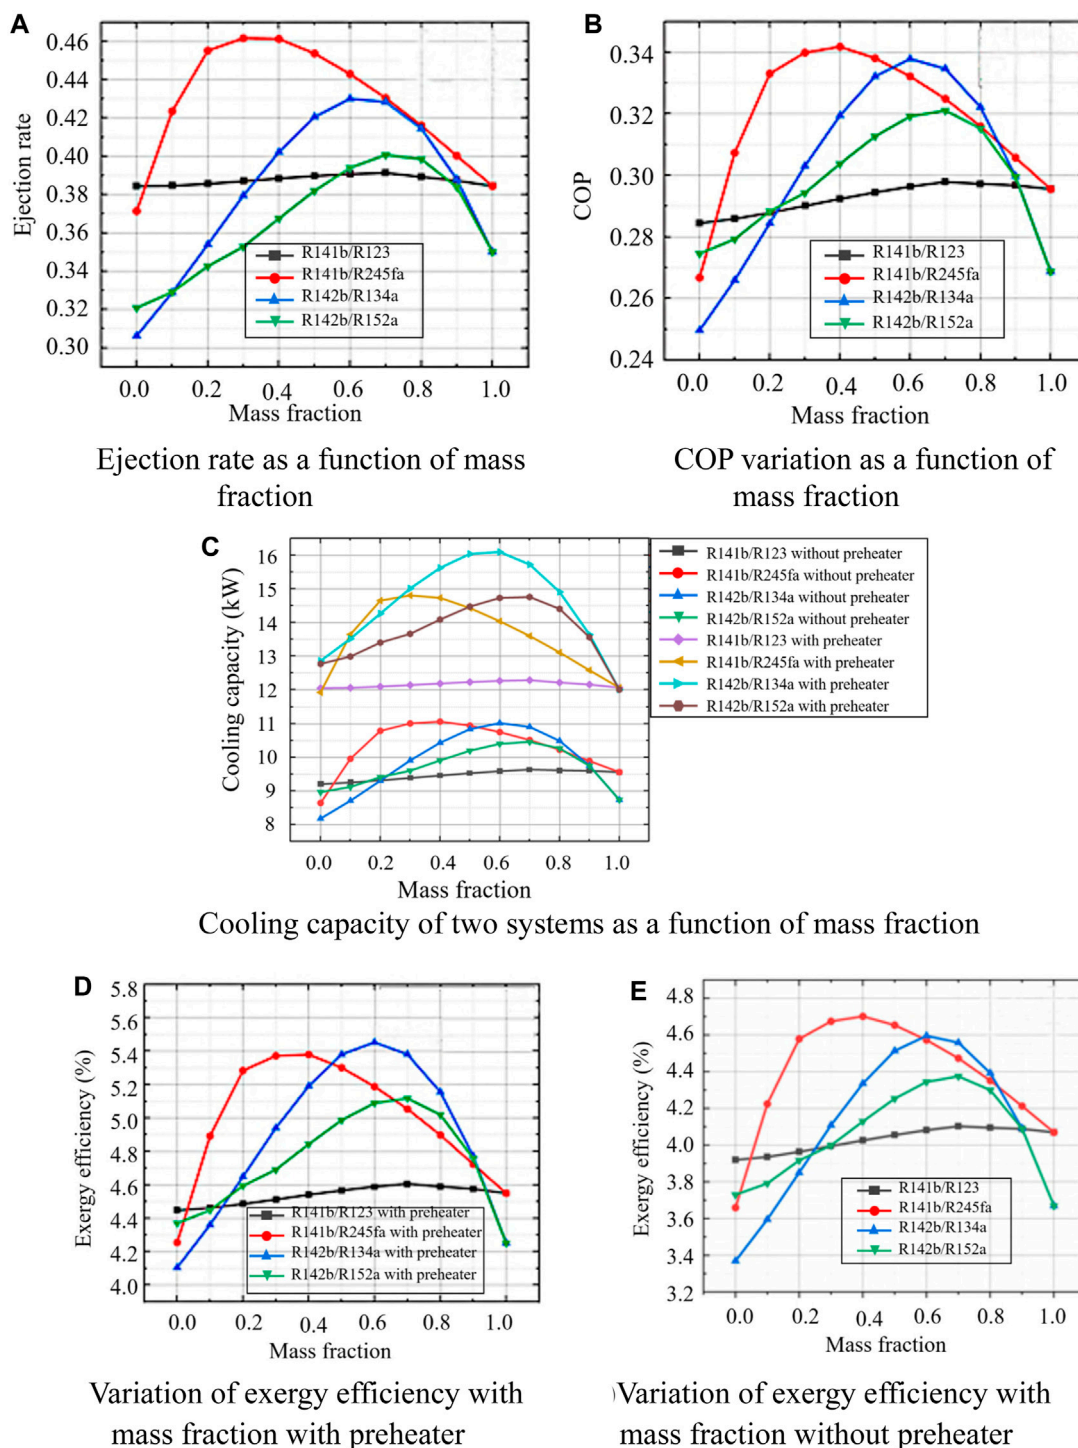 A
0.46
0.44
0.42
0.40
0.38
0.36
0.34
0.32
0.30
Ejection rate
R141b/R123
R141b/R245fa
R142b/R134a
R142b/R152a
0.0 0.2 0.4 0.6 0.8 1.0
Mass fraction
Ejection rate as a function of mass
fraction
B
0.34
0.32
0.30
0.28
0.26
0.24
COP
R141b/R123
R141b/R245fa
R142b/R134a
R142b/R152a
0.0 0.2 0.4 0.6 0.8 1.0
Mass fraction
COP variation as a function of
mass fraction
C
16
15
14
13
12
11
10
9
8
Cooling capacity (kW)
R141b/R123 without preheater
R141b/R245fa without preheater
R142b/R134a without preheater
R142b/R152a without preheater
R141b/R123 with preheater
R141b/R245fa with preheater
R142b/R134a with preheater
R142b/R152a with preheater
0.0 0.2 0.4 0.6 0.8 1.0
Mass fraction
Cooling capacity of two systems as a function of mass fraction
D
5.8
5.6
5.4
5.2
5.0
4.8
4.6
4.4
4.2
4.0
Exergy efficiency (%)
R141b/R123 with preheater
R141b/R245fa with preheater
R142b/R134a with preheater
R142b/R152a with preheater
0.0 0.2 0.4 0.6 0.8 1.0
Mass fraction
Variation of exergy efficiency with
mass fraction with preheater
E
4.8
4.6
4.4
4.2
4.0
3.8
3.6
3.4
3.2
Exergy efficiency (%)
R141b/R123
R141b/R245fa
R142b/R134a
R142b/R152a
0.0 0.2 0.4 0.6 0.8 1.0
Mass fraction
)Variation of exergy efficiency with
mass fraction without preheater